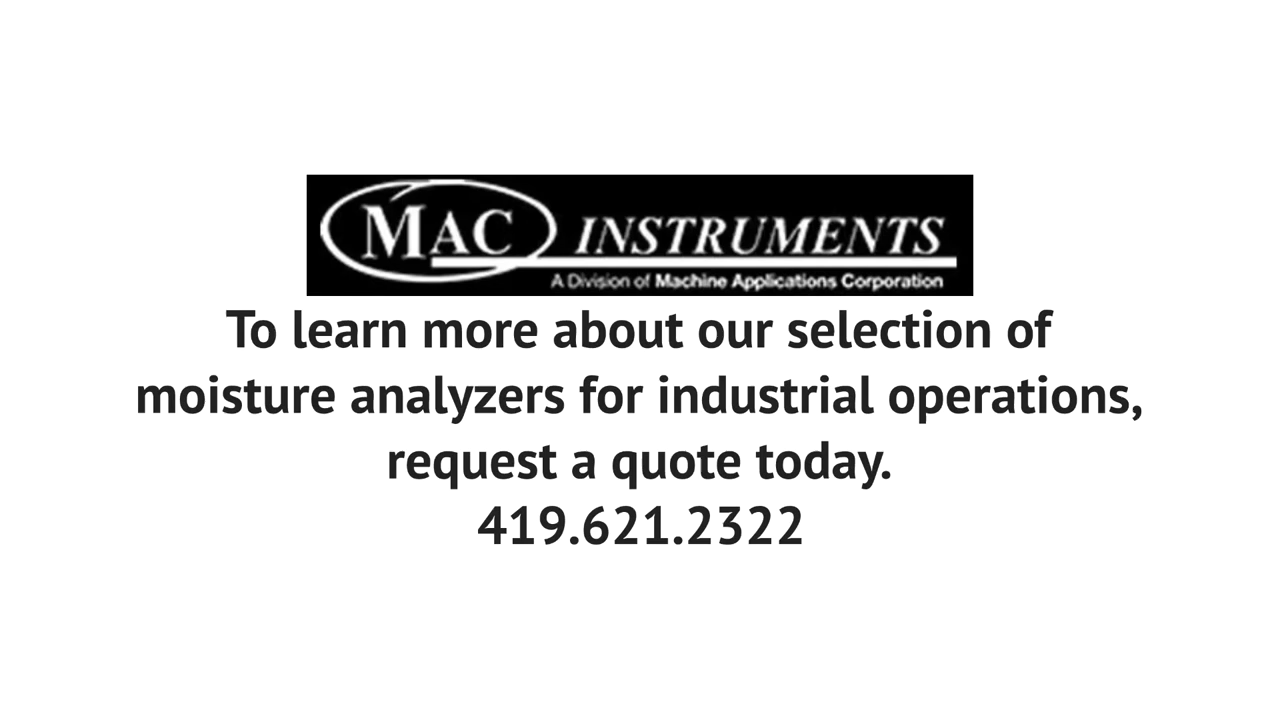 MAC INSTRUMENTS
A Division of Machine Applications Corporation
To learn more about our selection of
moisture analyzers for industrial operations,
request a quote today.
419.621.2322